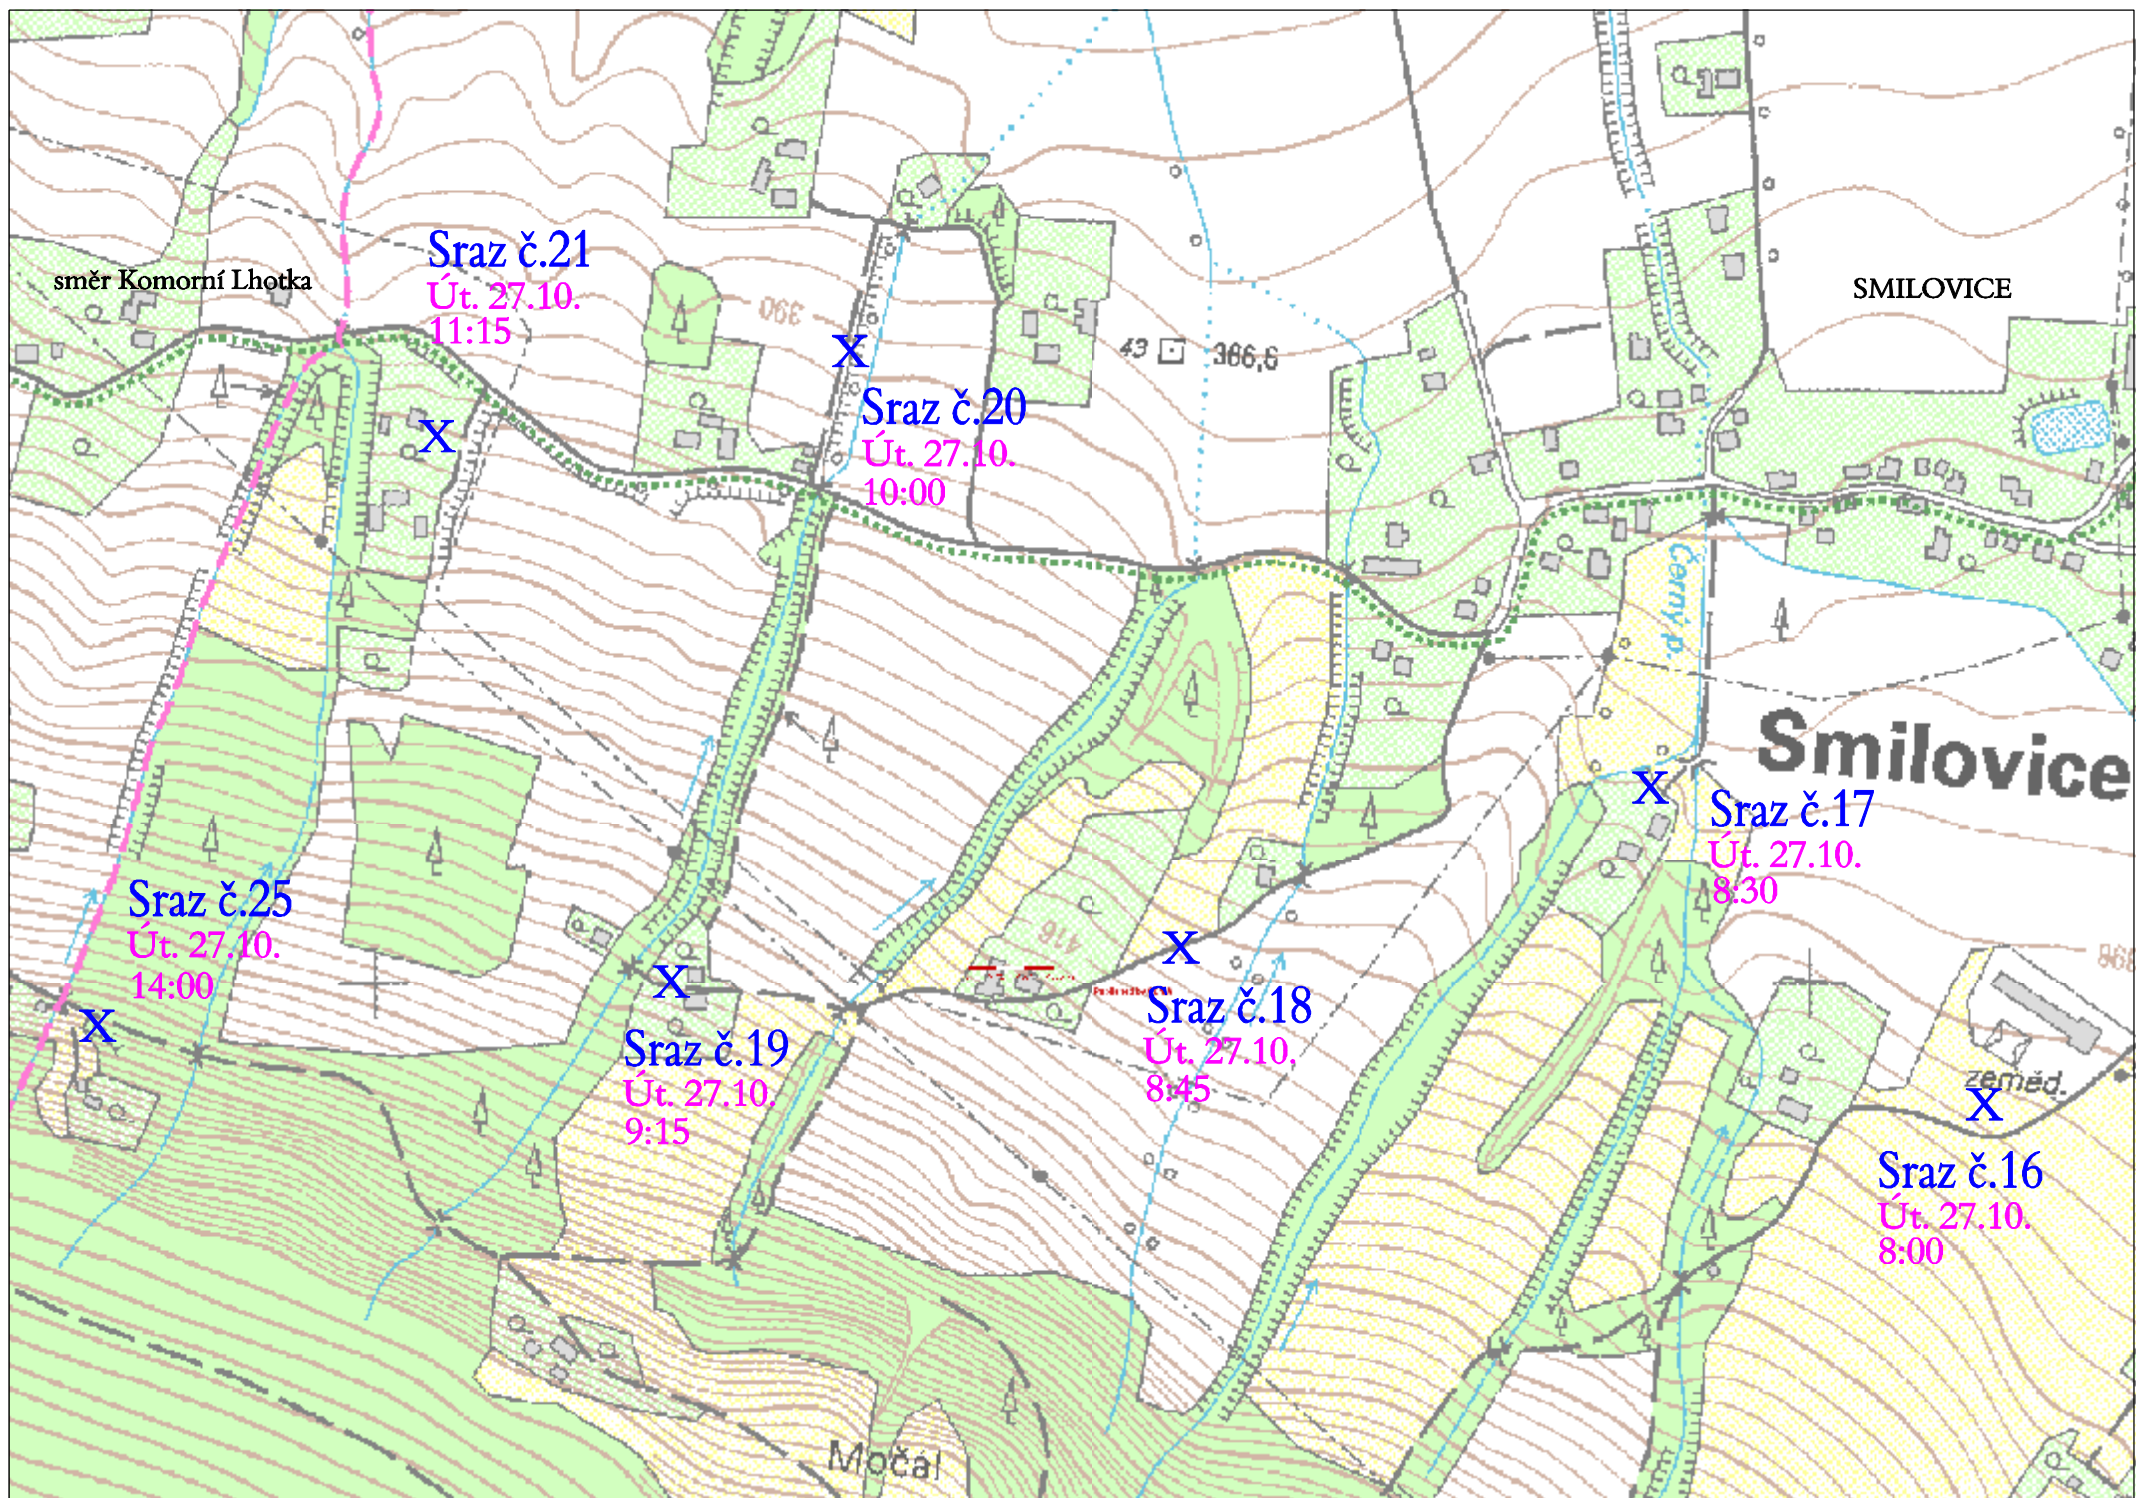 Sraz č.21
Út. 27.10.
11:15
směr Komorní Lhotka
SMILOVICE
390
43
386,6
Sraz č.20
Út. 27.10.
10:00
X
X
Černý p.
Smilovice
X
Sraz č.17
Út. 27.10.
8:30
Sraz č.25
Út. 27.10.
14:00
X
416
X
X
Sraz č.18
Út. 27.10,
8:45
Sraz č.19
Út. 27.10.
9:15
X
zeměd.
X
Sraz č.16
Út. 27.10.
8:00
Močál